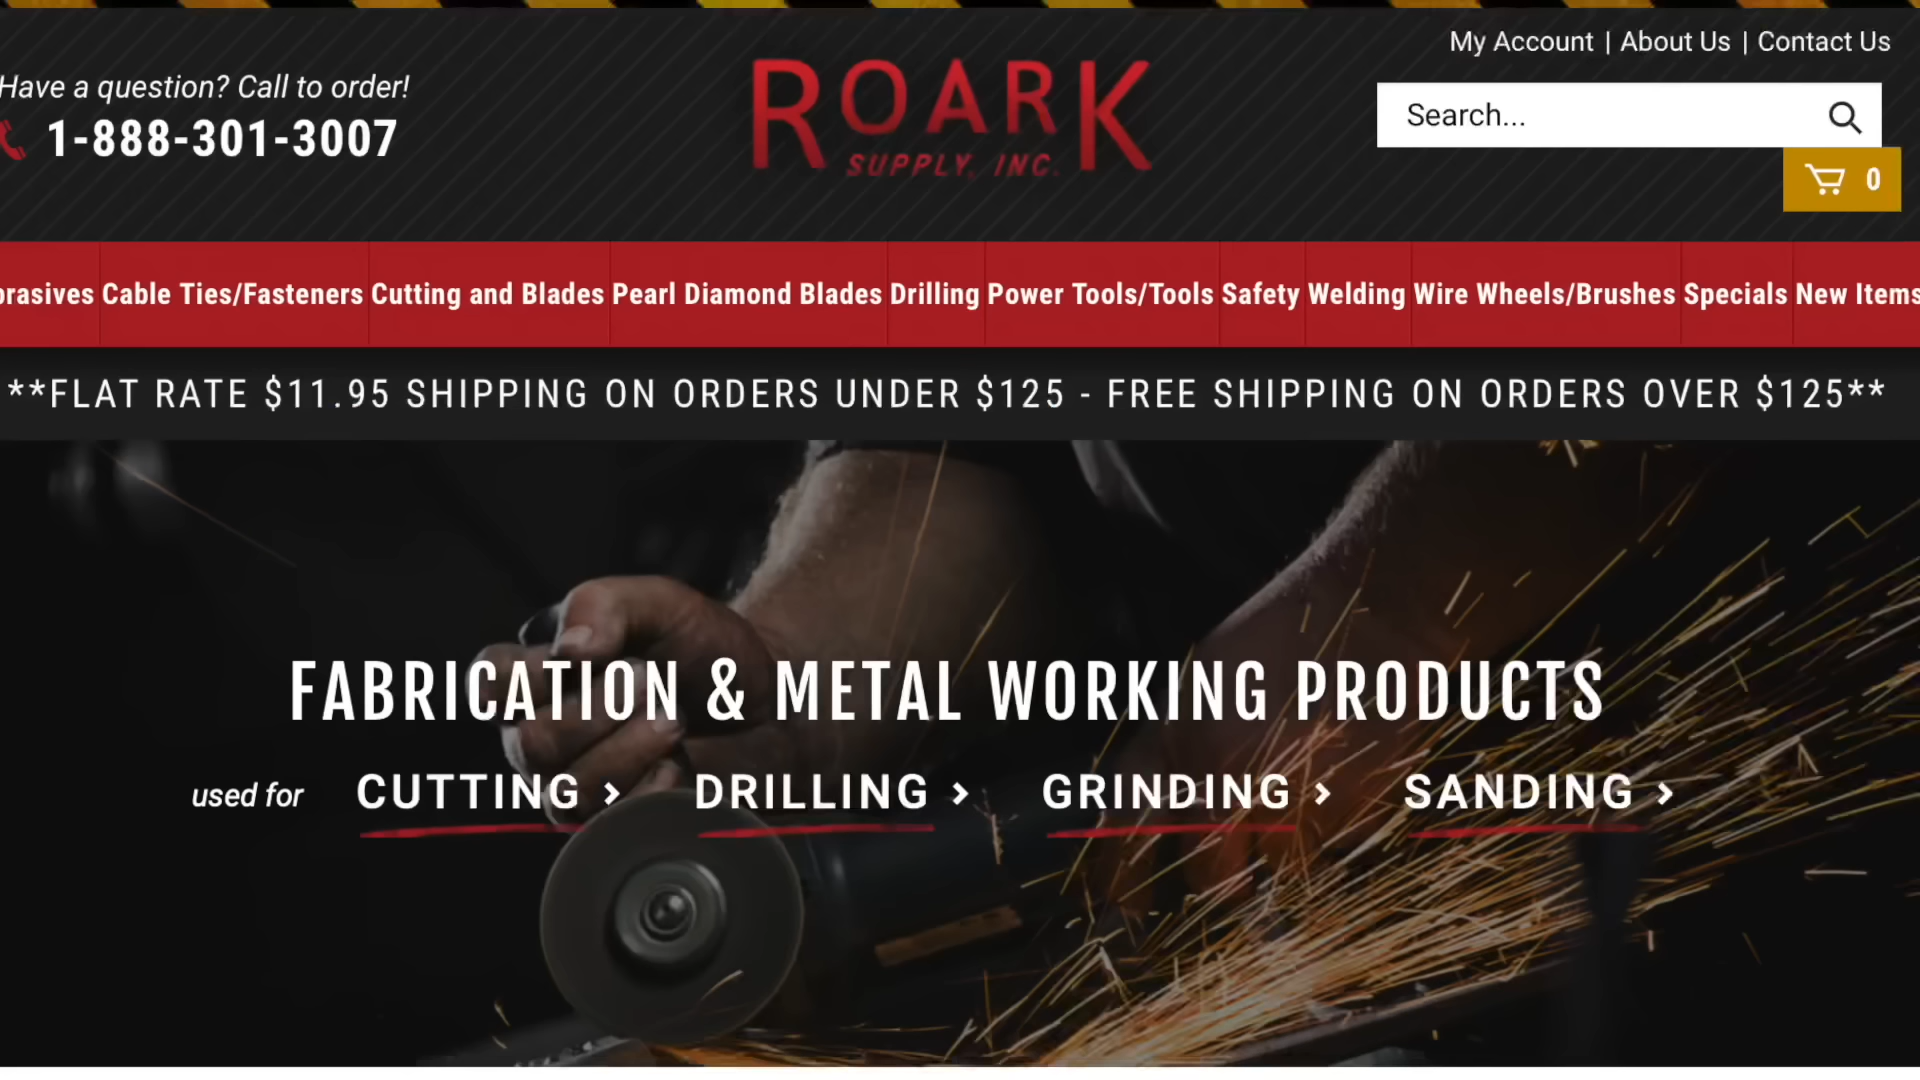 My Account | About Us | Contact Us
Have a question? Call to order!
1-888-301-3007
ROARK
SUPPLY, INC.
Search...
0
brasives Cable Ties/Fasteners Cutting and Blades Pearl Diamond Blades Drilling Power Tools/Tools Safety Welding Wire Wheels/Brushes Specials New Items
**FLAT RATE $11.95 SHIPPING ON ORDERS UNDER $125 - FREE SHIPPING ON ORDERS OVER $125**
FABRICATION & METAL WORKING PRODUCTS
used for CUTTING > DRILLING > GRINDING > SANDING >